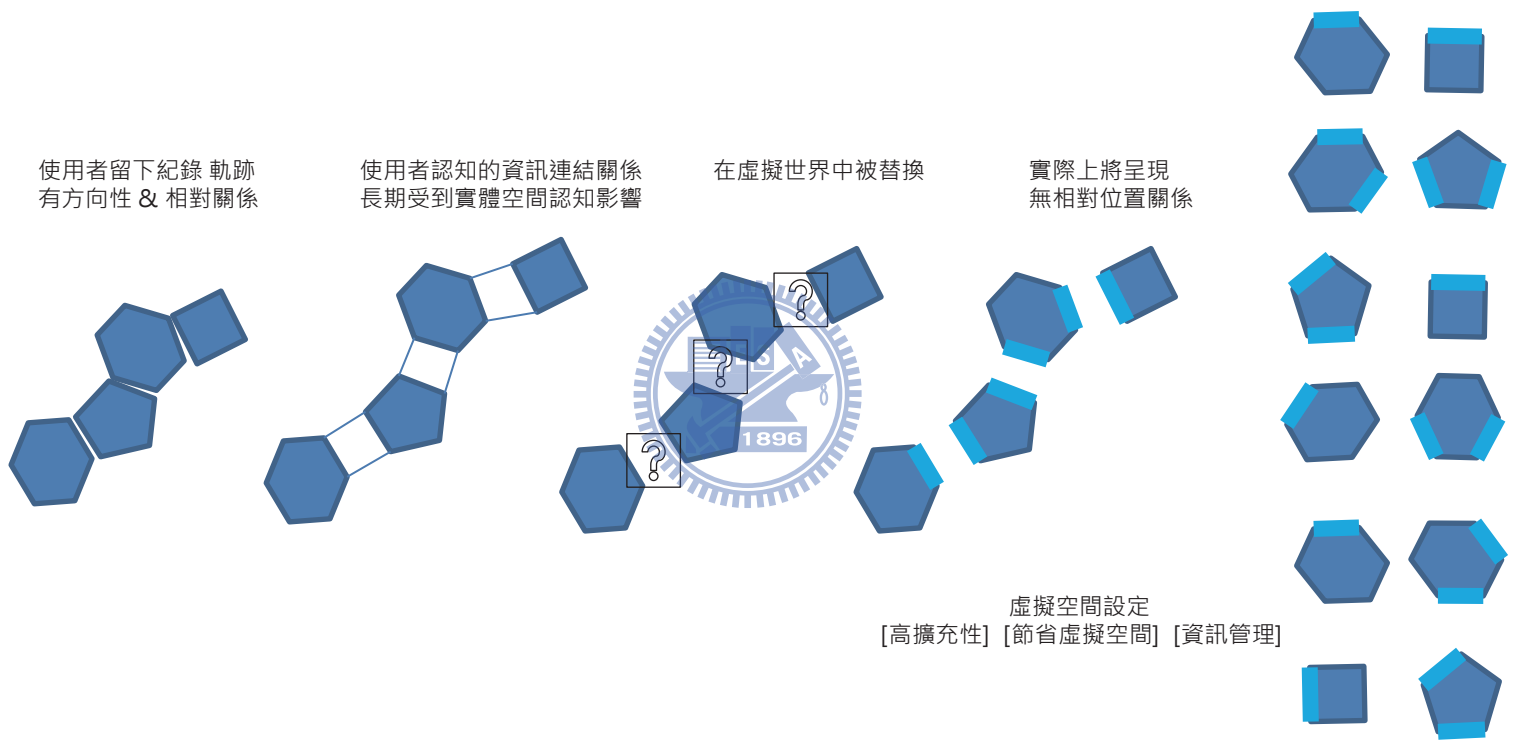 使用者留下紀錄 軌跡
有方向性 & 相對關係
使用者認知的資訊連結關係
長期受到實體空間認知影響
在虛擬世界中被替換
實際上將呈現
無相對位置關係
?
?
?
E S A
1896
虛擬空間設定
[高擴充性] [節省虛擬空間] [資訊管理]